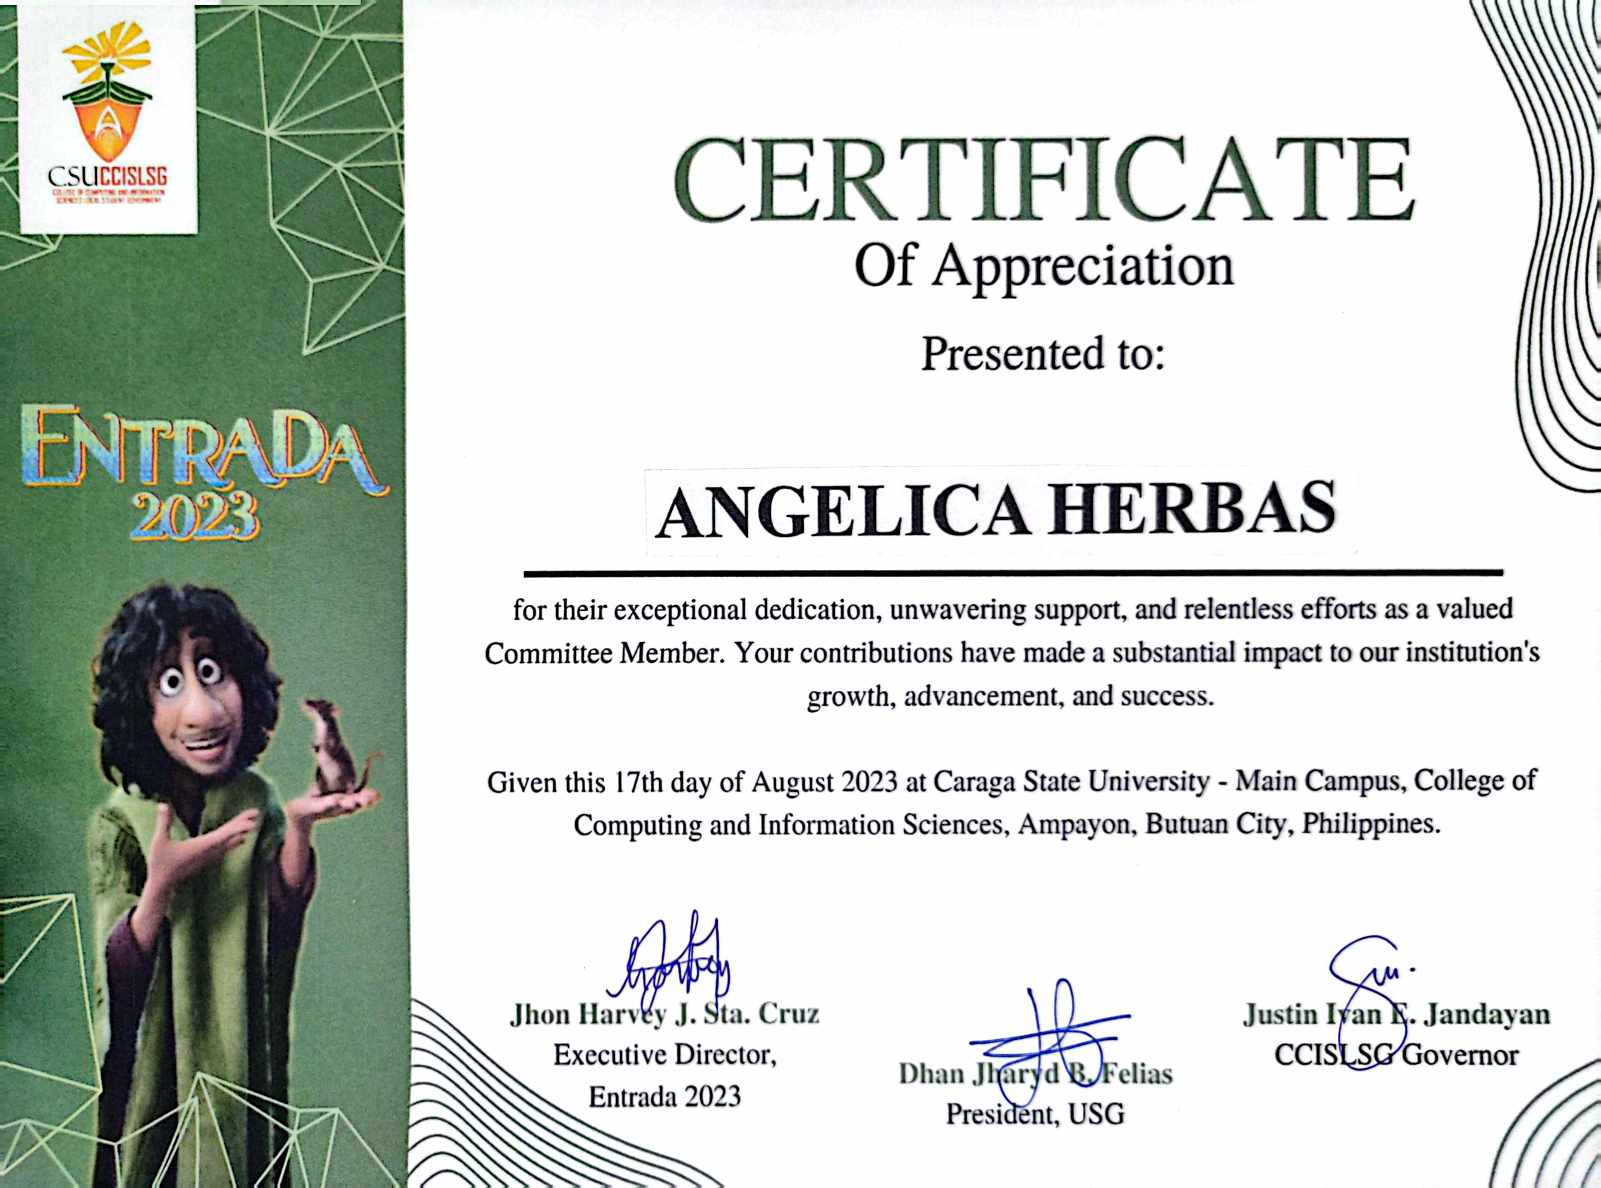 CSUCCISLSG
COLLEGE OF COMPUTING AND INFORMATION
SCIENCES LOCAL STUDENT GOVERNMENT
ENTRADA
2023
CERTIFICATE
Of Appreciation
Presented to:
ANGELICA HERBAS
for their exceptional dedication, unwavering support, and relentless efforts as a valued
Committee Member. Your contributions have made a substantial impact to our institution's
growth, advancement, and success.
Given this 17th day of August 2023 at Caraga State University - Main Campus, College of
Computing and Information Sciences, Ampayon, Butuan City, Philippines.
Jhon Harvey J. Sta. Cruz
Executive Director,
Entrada 2023
Dhan Jharyd B. Felias
President, USG
Justin Ivan E. Jandayan
CCISLSG Governor